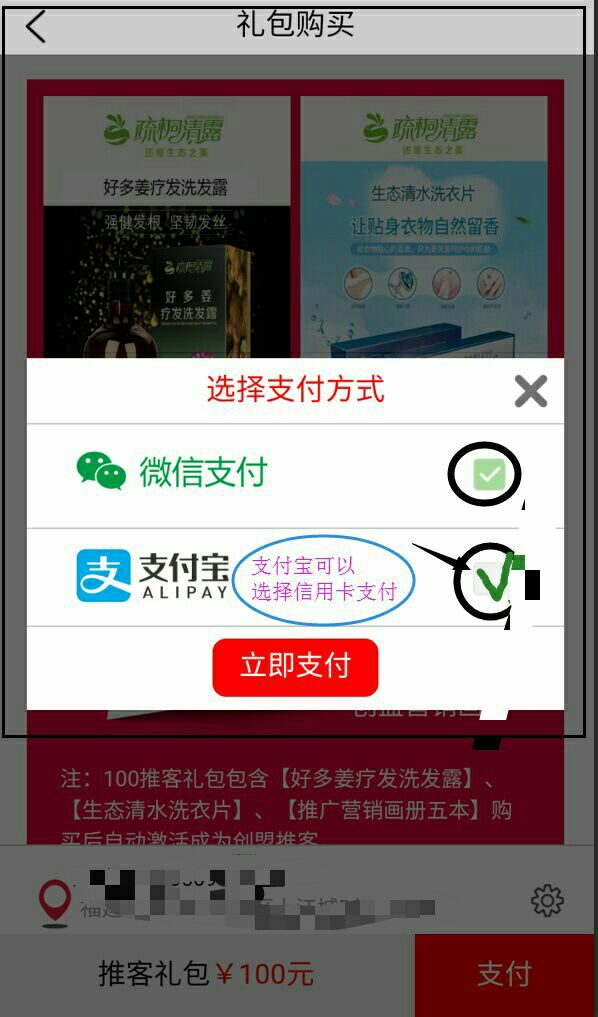 礼包购买
疏桐清露
还原生态之美
好多姜疗发洗发露
强健发根 坚韧发丝
疏桐清露
好多姜
疗发洗发露
疏桐清露
还原生态之美
生态清水洗衣片
让贴身衣物自然留香
选择支付方式
微信支付
支付宝
ALIPAY
支付宝可以
选择信用卡支付
立即支付
注：100推客礼包包含【好多姜疗发洗发露】、
【生态清水洗衣片】、【推广营销画册五本】购
买后自动激活成为创盟推客
推客礼包￥100元
支付